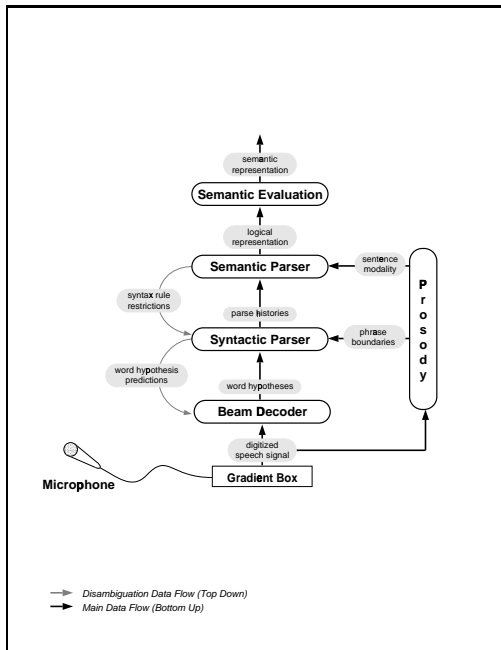 semantic
representation
Semantic Evaluation
logical
representation
Semantic Parser
sentence
modality
syntax rule
restrictions
parse histories
Prosody
Syntactic Parser
phrase
boundaries
word hypothesis
predictions
word hypotheses
Beam Decoder
digitized
speech signal
Microphone
Gradient Box
Disambiguation Data Flow (Top Down)
Main Data Flow (Bottom Up)